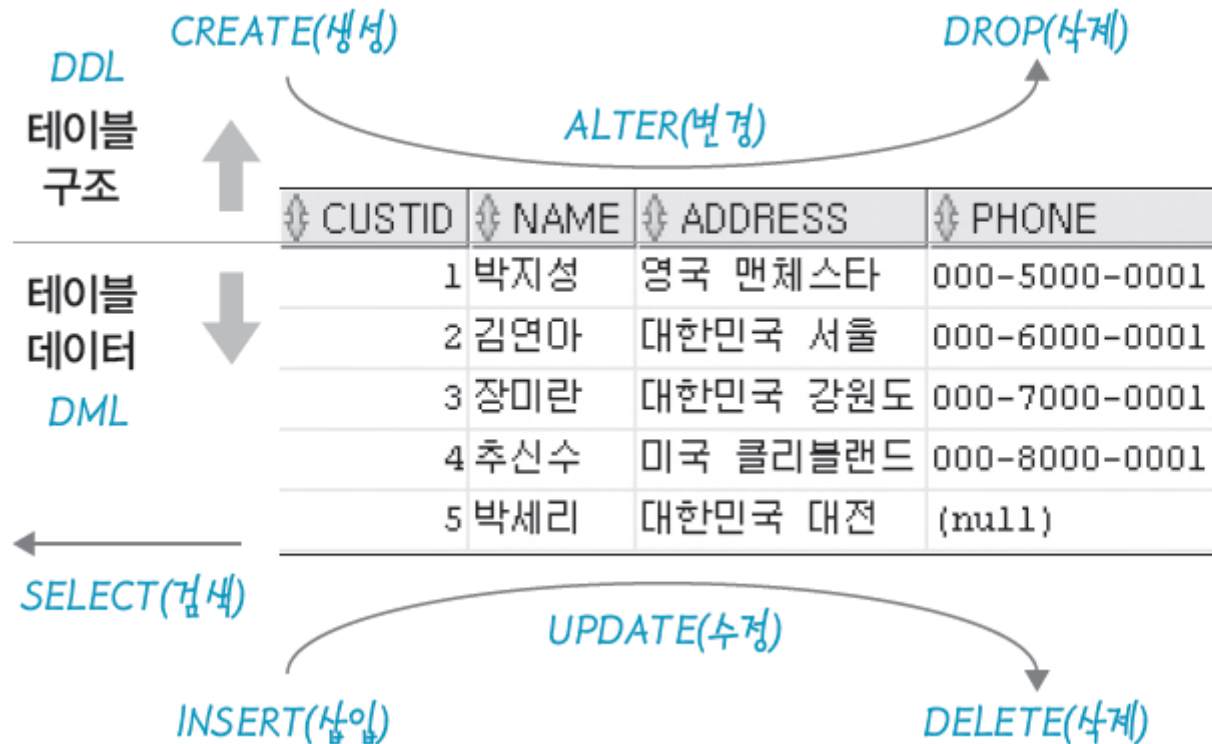 CREATE(생성)
DROP(삭제)
DDL
테이블
구조
ALTER(변경)
CUSTID NAME ADDRESS PHONE
1 박지성 영국 맨체스타 000-5000-0001
2 김연아 대한민국 서울 000-6000-0001
3 장미란 대한민국 강원도 000-7000-0001
4 추신수 미국 클리블랜드 000-8000-0001
5 박세리 대한민국 대전 (null)
테이블
데이터
DML
SELECT(검색)
UPDATE(수정)
INSERT(삽입)
DELETE(삭제)